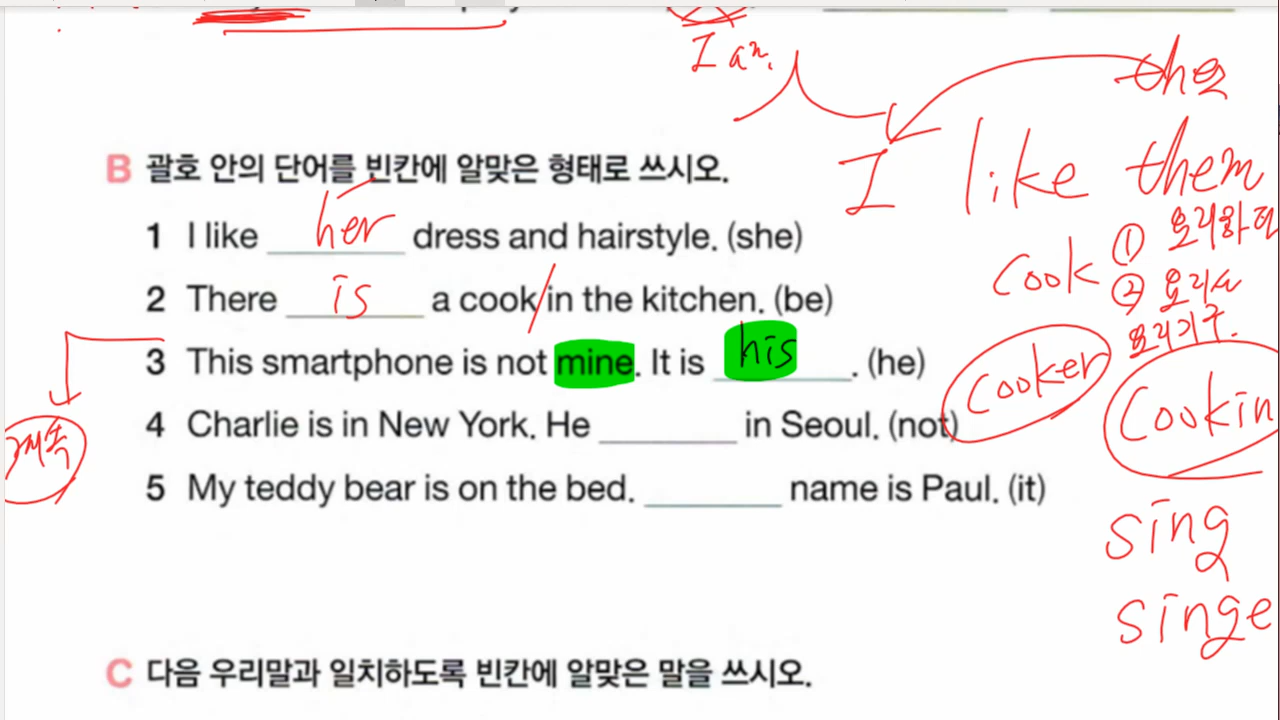 I am.
the
I like them
B 괄호 안의 단어를 빈칸에 알맞은 형태로 쓰시오.
1 I like her dress and hairstyle. (she)
cook ① 요리하다
② 요리사
요리기구.
2 There is a cook/in the kitchen. (be)
3 This smartphone is not mine. It is his. (he)
cooker
Cookin
4 Charlie is in New York. He ______ in Seoul. (not)
5 My teddy bear is on the bed. ______ name is Paul. (it)
sing
singe
C 다음 우리말과 일치하도록 빈칸에 알맞은 말을 쓰시오.